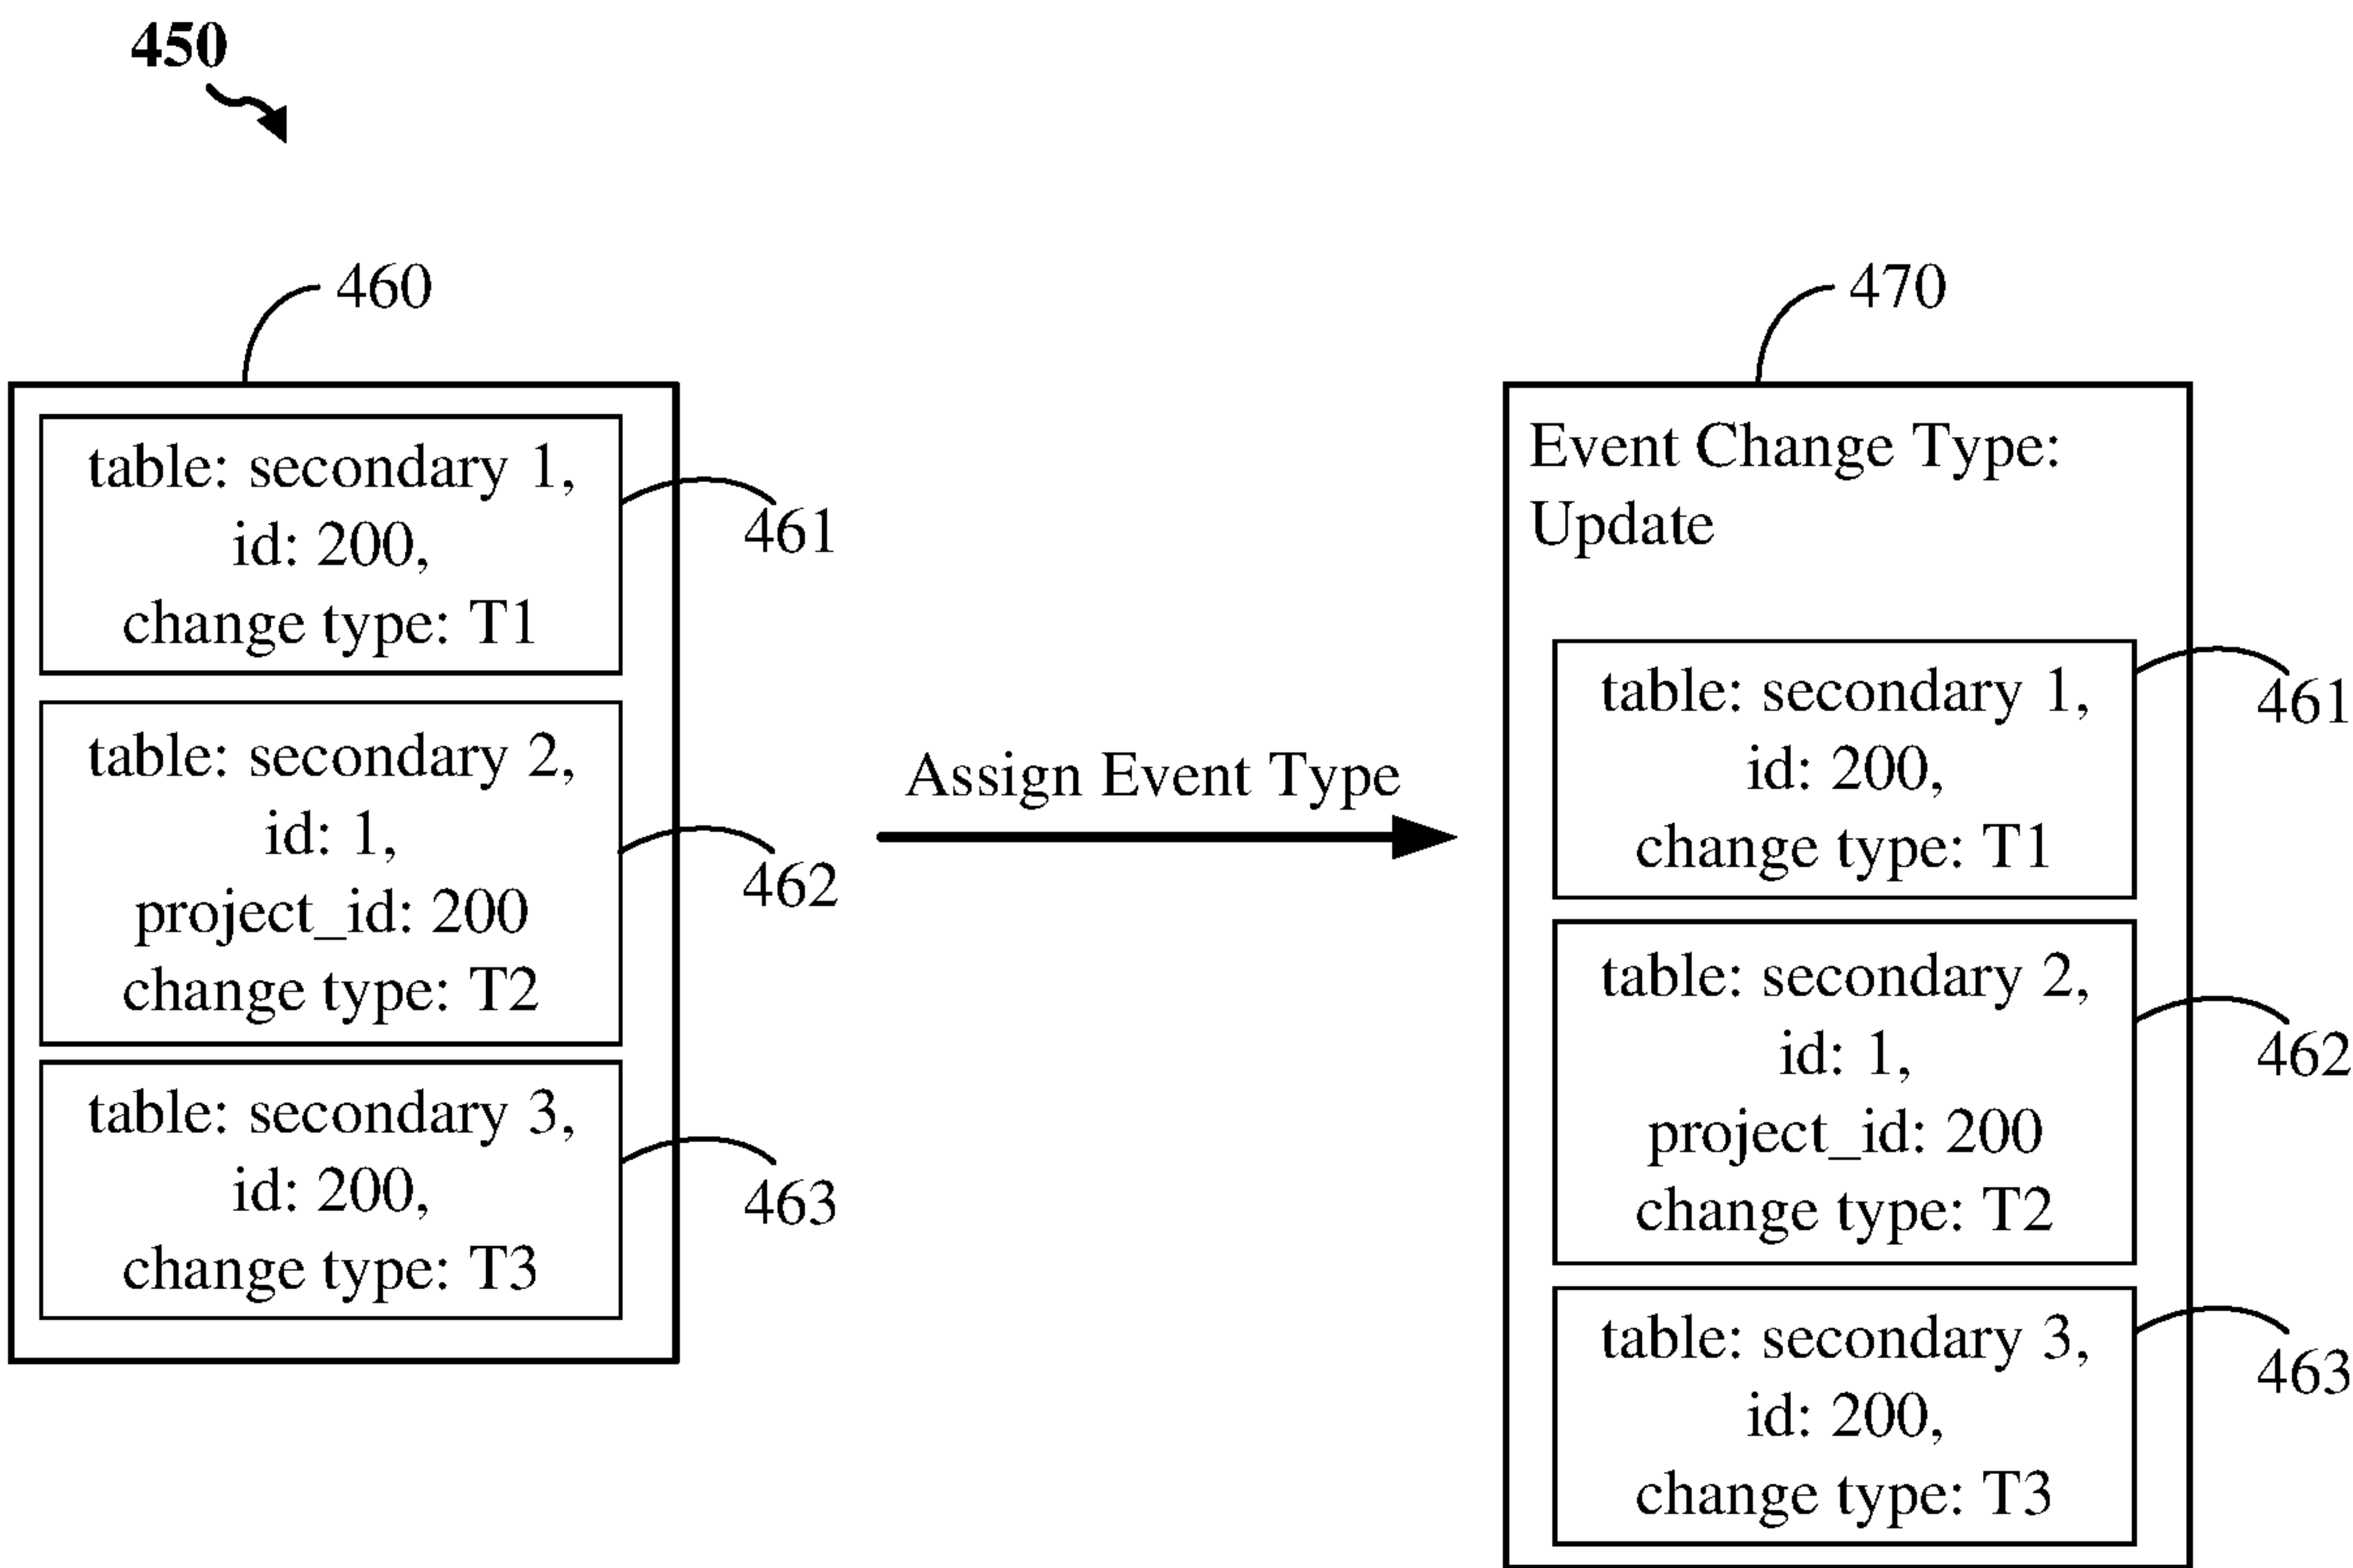 450
460
table: secondary 1,
id: 200,
change type: T1
461
table: secondary 2,
id: 1,
project_id: 200
change type: T2
462
table: secondary 3,
id: 200,
change type: T3
463
Assign Event Type
470
Event Change Type:
Update
table: secondary 1,
id: 200,
change type: T1
461
table: secondary 2,
id: 1,
project_id: 200
change type: T2
462
table: secondary 3,
id: 200,
change type: T3
463